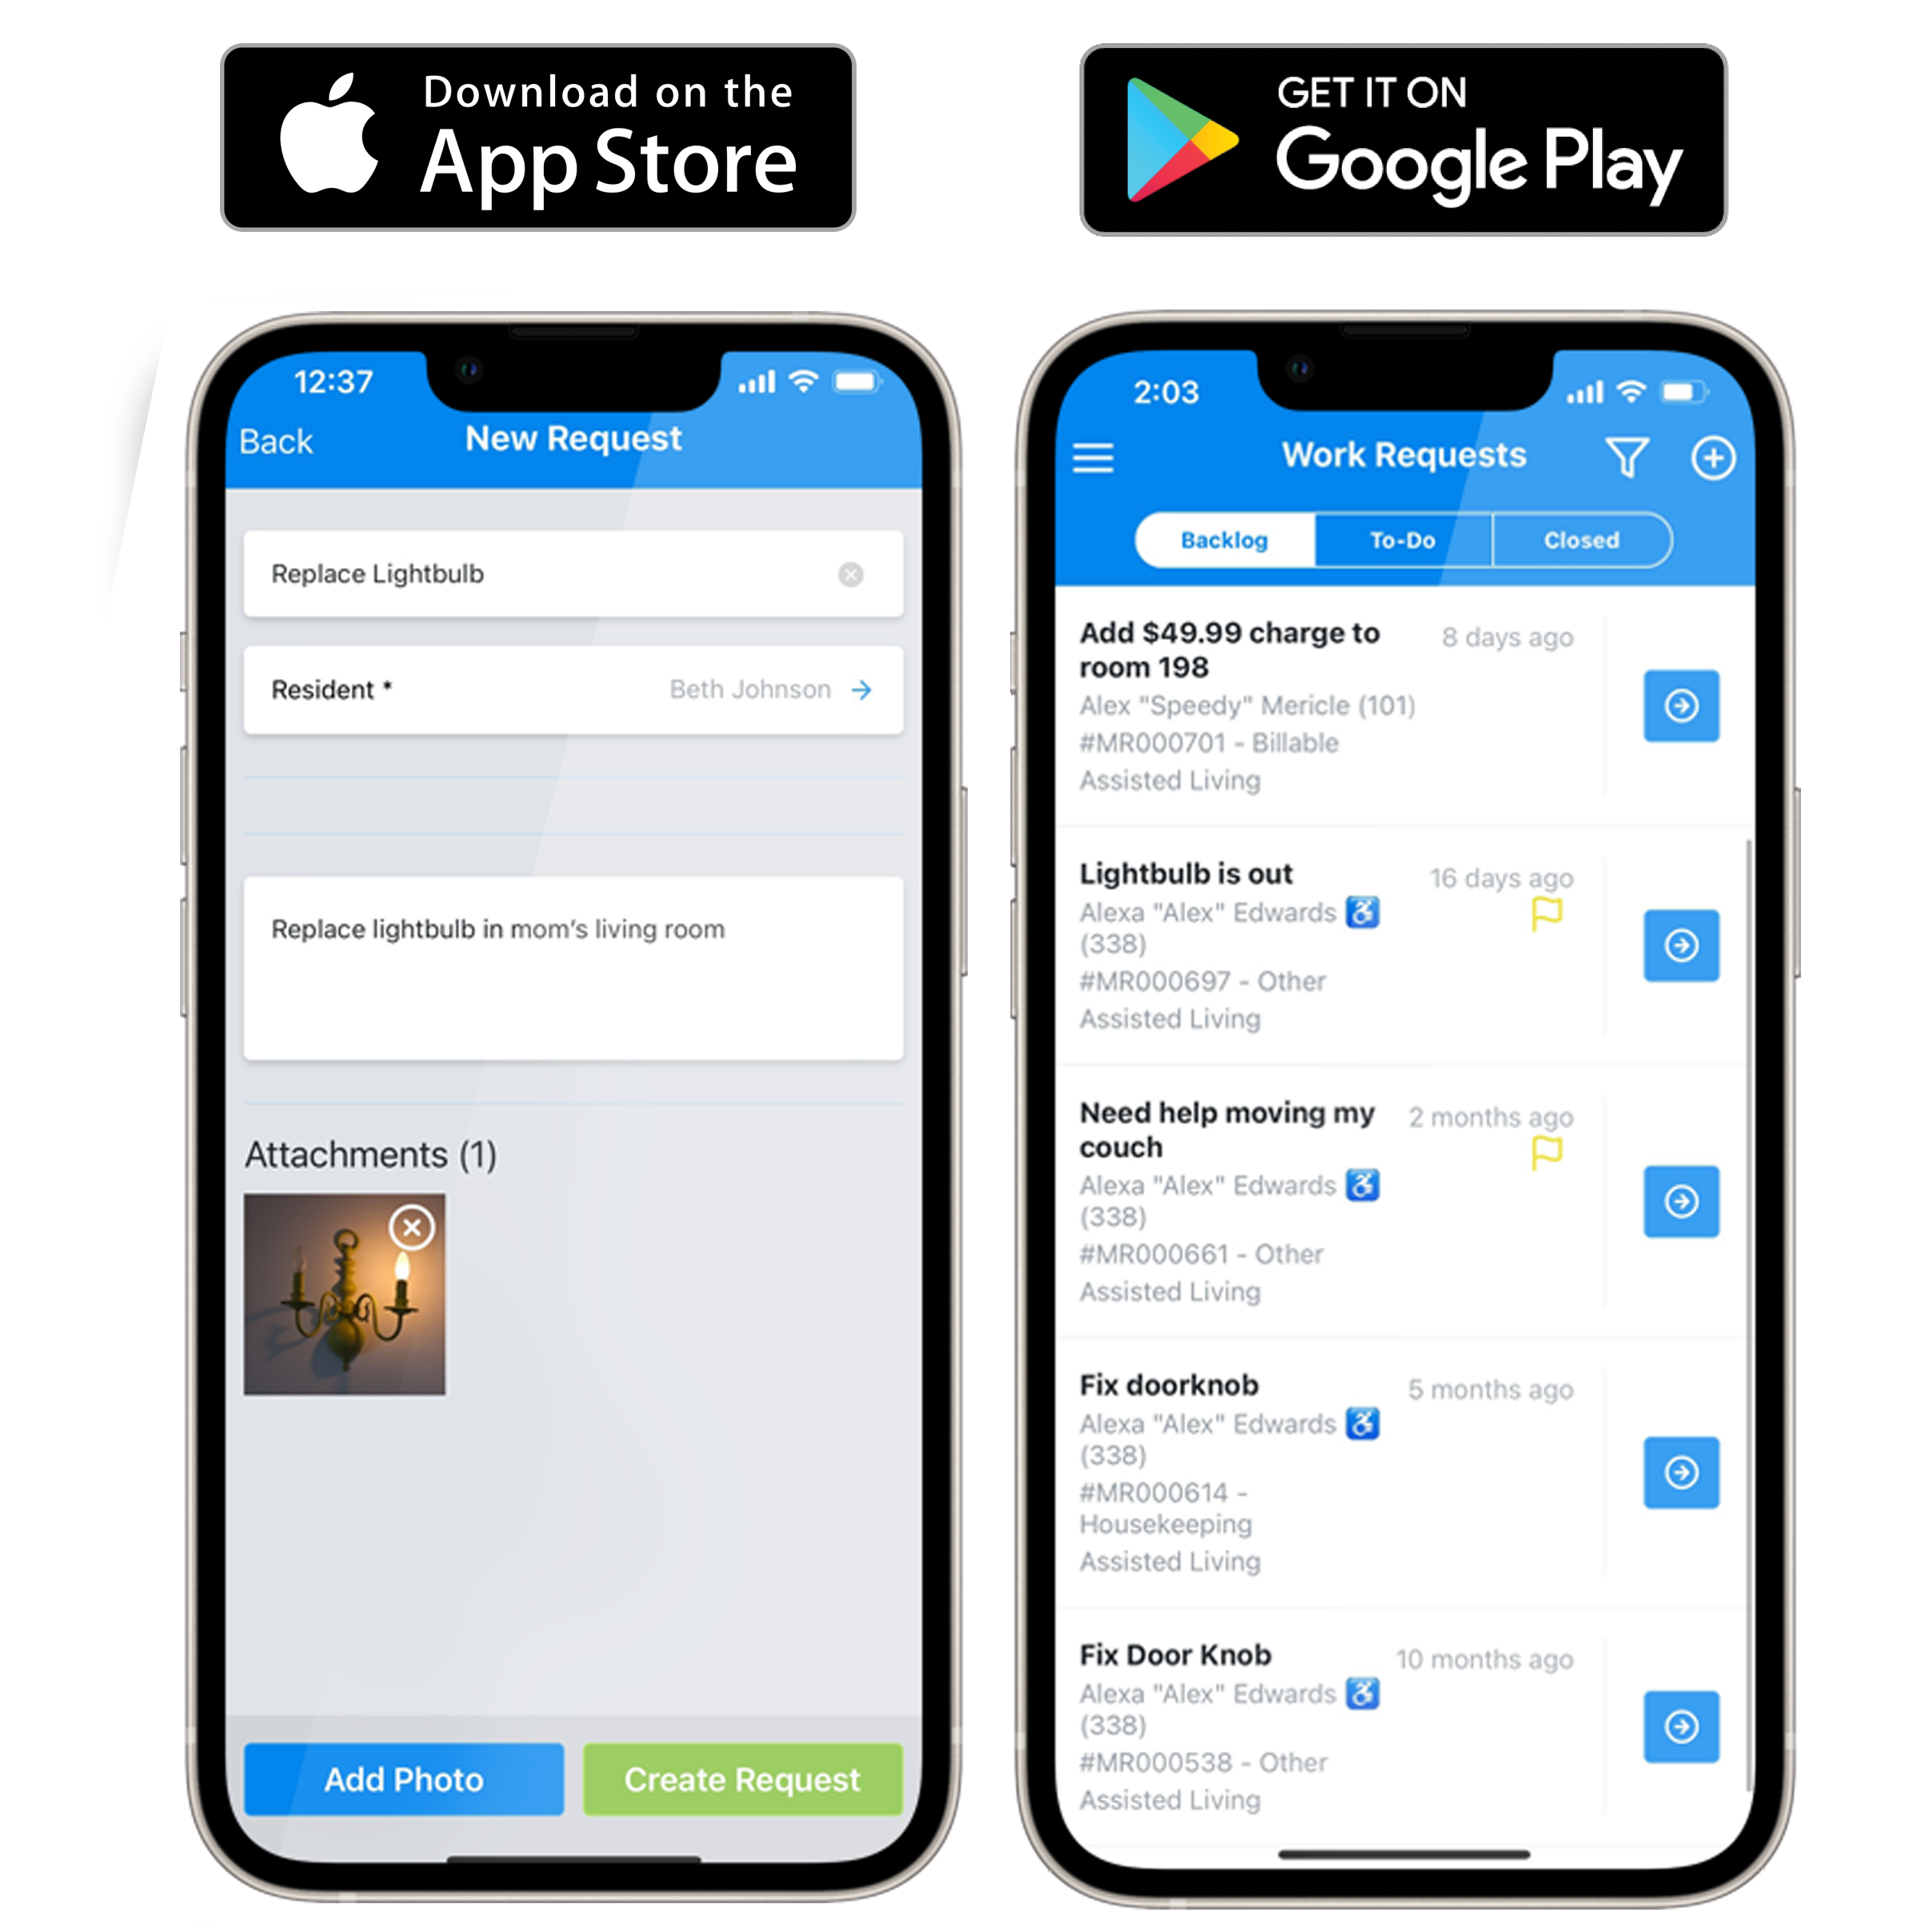 Download on the
App Store
GET IT ON
Google Play
12:37
Back
New Request
Replace Lightbulb
Resident *
Beth Johnson
Replace lightbulb in mom's living room
Attachments (1)
Add Photo
Create Request
2:03
Work Requests
Backlog
To-Do
Closed
Add $49.99 charge to
room 198
8 days ago
Alex "Speedy" Mericle (101)
#MR000701 - Billable
Assisted Living
Lightbulb is out
16 days ago
Alexa "Alex" Edwards ♿
(338)
#MR000697 - Other
Assisted Living
Need help moving my
couch
2 months ago
Alexa "Alex" Edwards ♿
(338)
#MR000661 - Other
Assisted Living
Fix doorknob
5 months ago
Alexa "Alex" Edwards ♿
(338)
#MR000614 -
Housekeeping
Assisted Living
Fix Door Knob
10 months ago
Alexa "Alex" Edwards ♿
(338)
#MR000538 - Other
Assisted Living